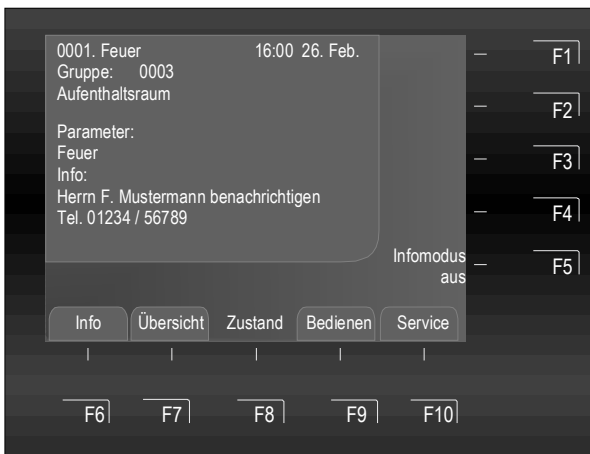 0001. Feuer 16:00 26. Feb.
Gruppe: 0003
Aufenthaltsraum
Parameter:
Feuer
Info:
Herrn F. Mustermann benachrichtigen
Tel. 01234 / 56789
Infomodus
aus
F1
F2
F3
F4
F5
Info Übersicht Zustand Bedienen Service
F6 F7 F8 F9 F10